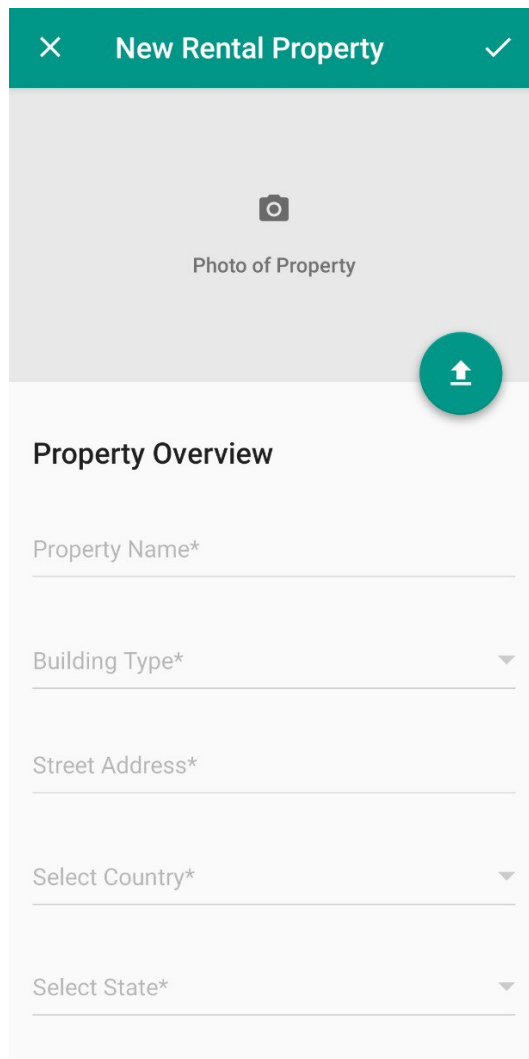 New Rental Property
Photo of Property
Property Overview
Property Name*
Building Type*
Street Address*
Select Country*
Select State*